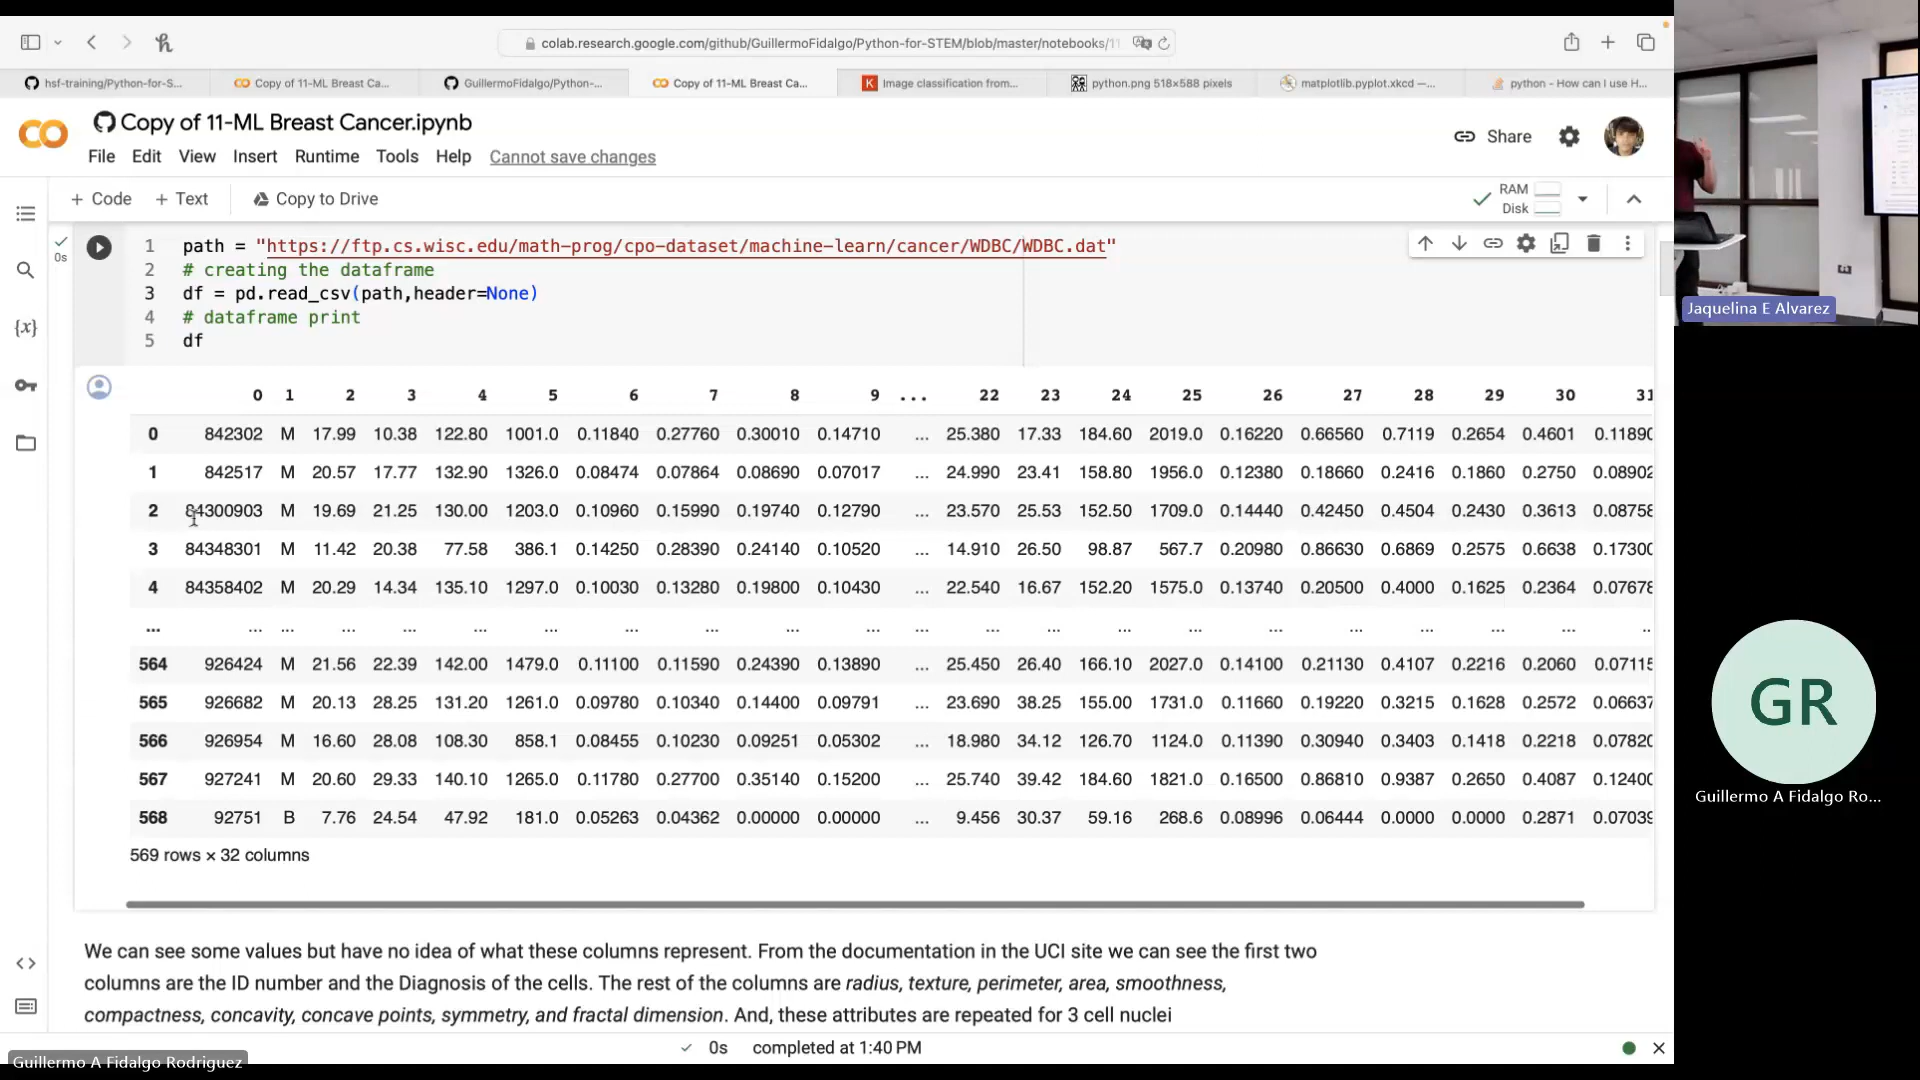 colab.research.google.com/github/GuillermoFidalgo/Python-for-STEM/blob/master/notebooks/11
hsf-training/Python-for-S...
Copy of 11-ML Breast Ca...
GuillermoFidalgo/Python-...
Copy of 11-ML Breast Ca...
Image classification from...
python.png 518×588 pixels
matplotlib.pyplot.xkcd —...
python - How can I use H...
Copy of 11-ML Breast Cancer.ipynb
File Edit View Insert Runtime Tools Help Cannot save changes
Share
+ Code + Text Copy to Drive
RAM
Disk
0s
1 path = "https://ftp.cs.wisc.edu/math-prog/cpo-dataset/machine-learn/cancer/WDBC/WDBC.dat"
2 # creating the dataframe
3 df = pd.read_csv(path,header=None)
4 # dataframe print
5 df
0 1 2 3 4 5 6 7 8 9 ... 22 23 24 25 26 27 28 29 30 31
0 842302 M 17.99 10.38 122.80 1001.0 0.11840 0.27760 0.30010 0.14710 ... 25.380 17.33 184.60 2019.0 0.16220 0.66560 0.7119 0.2654 0.4601 0.11890
1 842517 M 20.57 17.77 132.90 1326.0 0.08474 0.07864 0.08690 0.07017 ... 24.990 23.41 158.80 1956.0 0.12380 0.18660 0.2416 0.1860 0.2750 0.08902
2 84300903 M 19.69 21.25 130.00 1203.0 0.10960 0.15990 0.19740 0.12790 ... 23.570 25.53 152.50 1709.0 0.14440 0.42450 0.4504 0.2430 0.3613 0.08758
3 84348301 M 11.42 20.38 77.58 386.1 0.14250 0.28390 0.24140 0.10520 ... 14.910 26.50 98.87 567.7 0.20980 0.86630 0.6869 0.2575 0.6638 0.17300
4 84358402 M 20.29 14.34 135.10 1297.0 0.10030 0.13280 0.19800 0.10430 ... 22.540 16.67 152.20 1575.0 0.13740 0.20500 0.4000 0.1625 0.2364 0.07678
... ... ... ... ... ... ... ... ... ... ... ... ... ... ... ... ... ... ... ... ... ..
564 926424 M 21.56 22.39 142.00 1479.0 0.11100 0.11590 0.24390 0.13890 ... 25.450 26.40 166.10 2027.0 0.14100 0.21130 0.4107 0.2216 0.2060 0.07115
565 926682 M 20.13 28.25 131.20 1261.0 0.09780 0.10340 0.14400 0.09791 ... 23.690 38.25 155.00 1731.0 0.11660 0.19220 0.3215 0.1628 0.2572 0.06637
566 926954 M 16.60 28.08 108.30 858.1 0.08455 0.10230 0.09251 0.05302 ... 18.980 34.12 126.70 1124.0 0.11390 0.30940 0.3403 0.1418 0.2218 0.07820
567 927241 M 20.60 29.33 140.10 1265.0 0.11780 0.27700 0.35140 0.15200 ... 25.740 39.42 184.60 1821.0 0.16500 0.86810 0.9387 0.2650 0.4087 0.12400
568 92751 B 7.76 24.54 47.92 181.0 0.05263 0.04362 0.00000 0.00000 ... 9.456 30.37 59.16 268.6 0.08996 0.06444 0.0000 0.0000 0.2871 0.07039
569 rows × 32 columns
We can see some values but have no idea of what these columns represent. From the documentation in the UCI site we can see the first two
columns are the ID number and the Diagnosis of the cells. The rest of the columns are radius, texture, perimeter, area, smoothness,
compactness, concavity, concave points, symmetry, and fractal dimension. And, these attributes are repeated for 3 cell nuclei
0s completed at 1:40 PM
Guillermo A Fidalgo Rodriguez
Jaquelina E Alvarez
GR
Guillermo A Fidalgo Ro...